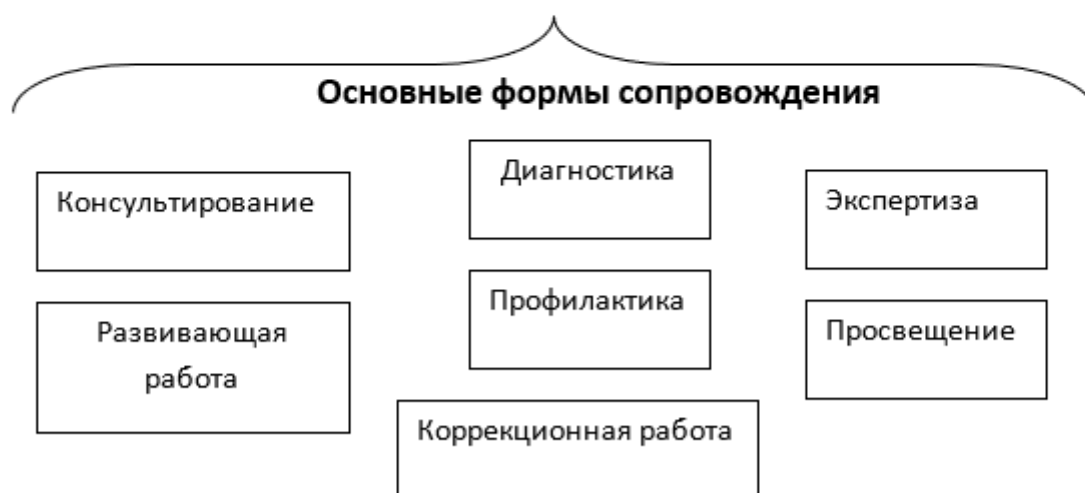 Основные формы сопровождения
Диагностика
Консультирование
Экспертиза
Профилактика
Развивающая
работа
Просвещение
Коррекционная работа